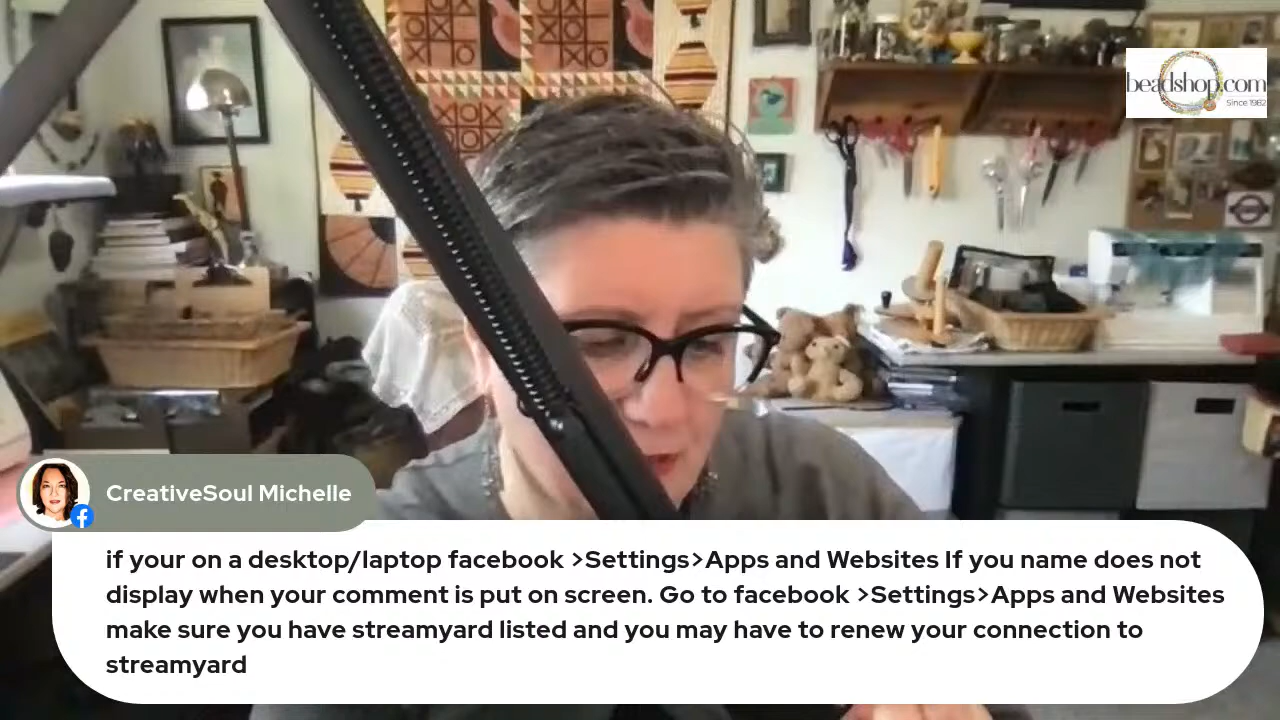 beadshop.com
Since 1982
CreativeSoul Michelle
if your on a desktop/laptop facebook >Settings>Apps and Websites If you name does not
display when your comment is put on screen. Go to facebook >Settings>Apps and Websites
make sure you have streamyard listed and you may have to renew your connection to
streamyard